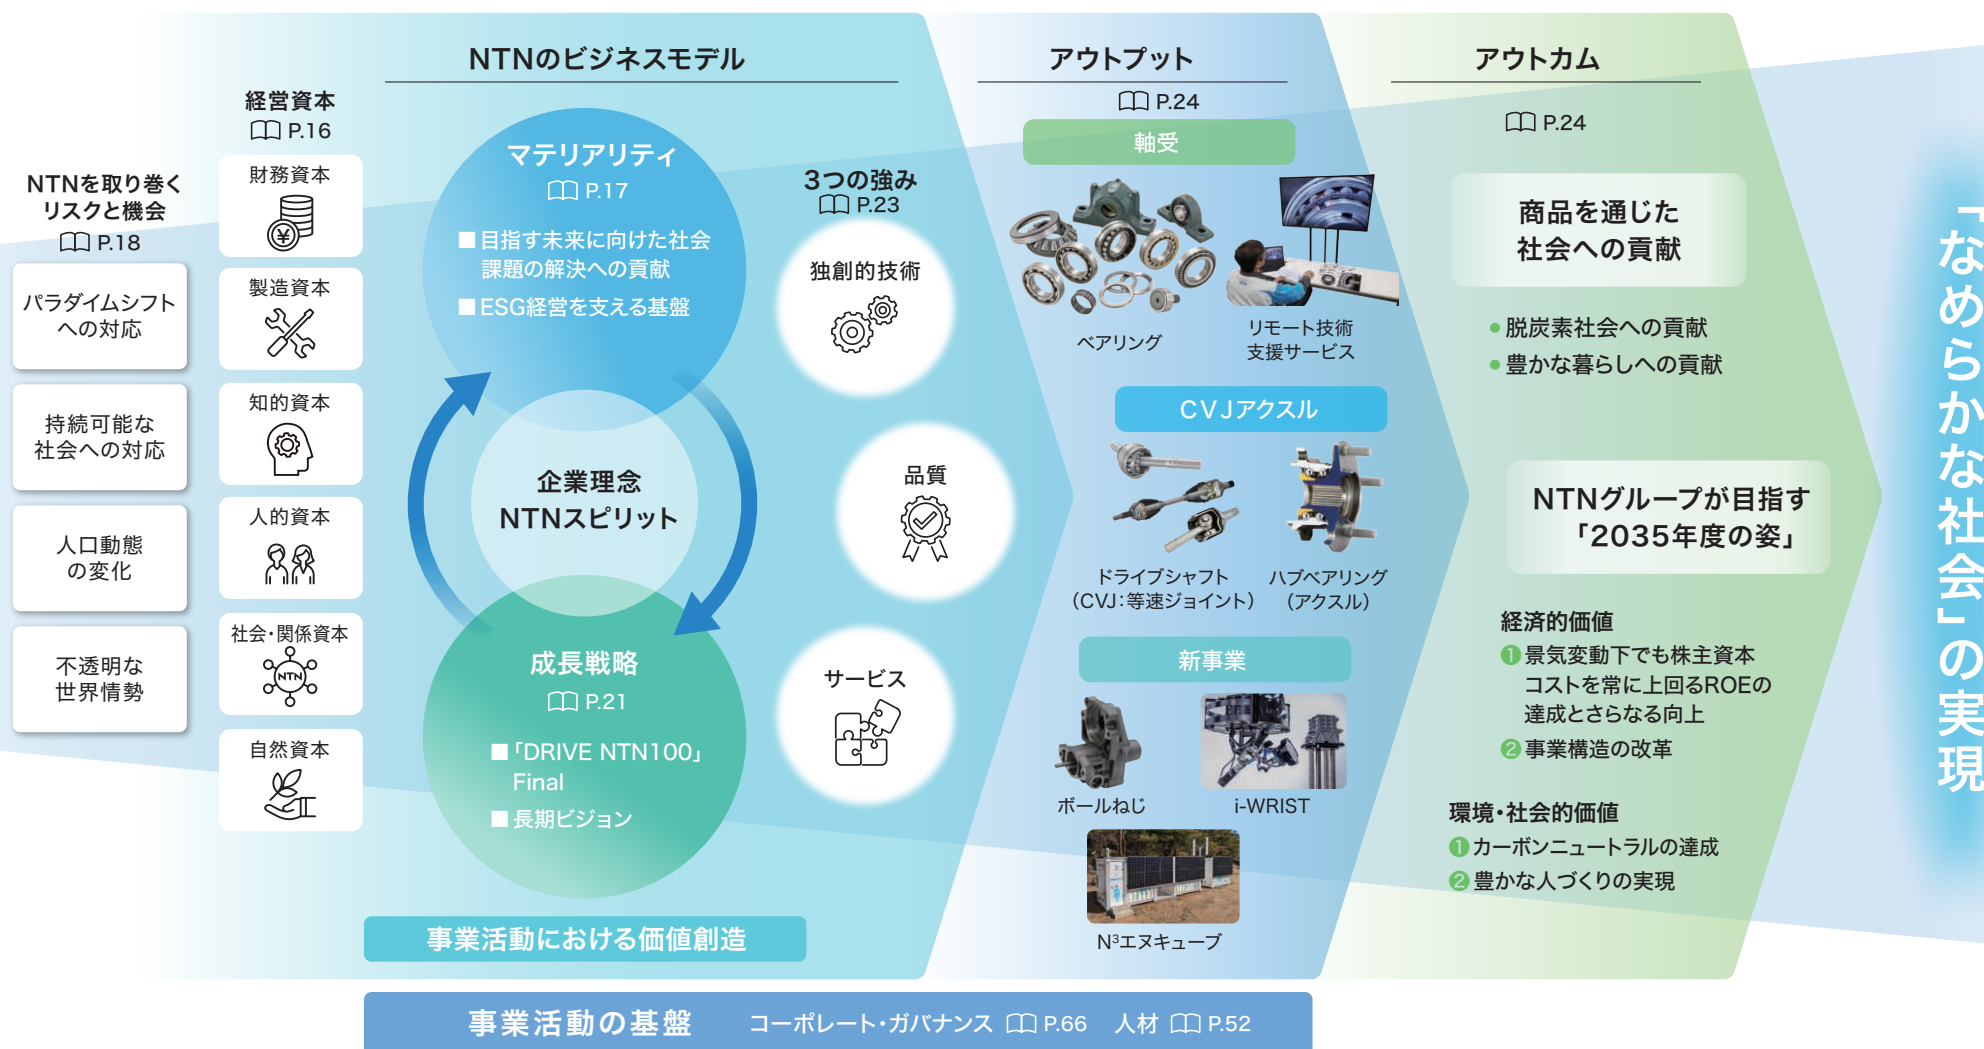 NTNのビジネスモデル
NTNを取り巻く
リスクと機会
P.18
パラダイムシフト
への対応
持続可能な
社会への対応
人口動態
の変化
不透明な
世界情勢
経営資本
P.16
財務資本
製造資本
知的資本
人的資本
社会・関係資本
NTN
自然資本
マテリアリティ
P.17
■目指す未来に向けた社会
課題の解決への貢献
■ESG経営を支える基盤
企業理念
NTNスピリット
成長戦略
P.21
■「DRIVE NTN100」
Final
■長期ビジョン
3つの強み
P.23
独創的技術
品質
サービス
事業活動における価値創造
アウトプット
P.24
軸受
ベアリング
リモート技術
支援サービス
CVJアクスル
ドライブシャフト
（CVJ：等速ジョイント）
ハブベアリング
（アクスル）
新事業
ボールねじ
i-WRIST
N³エヌキューブ
アウトカム
P.24
商品を通じた
社会への貢献
●脱炭素社会への貢献
●豊かな暮らしへの貢献
NTNグループが目指す
「2035年度の姿」
経済的価値
❶景気変動下でも株主資本
コストを常に上回るROEの
達成とさらなる向上
❷事業構造の改革
環境・社会的価値
❶カーボンニュートラルの達成
❷豊かな人づくりの実現
「なめらかな社会」の実現
事業活動の基盤 コーポレート・ガバナンス P.66 人材 P.52